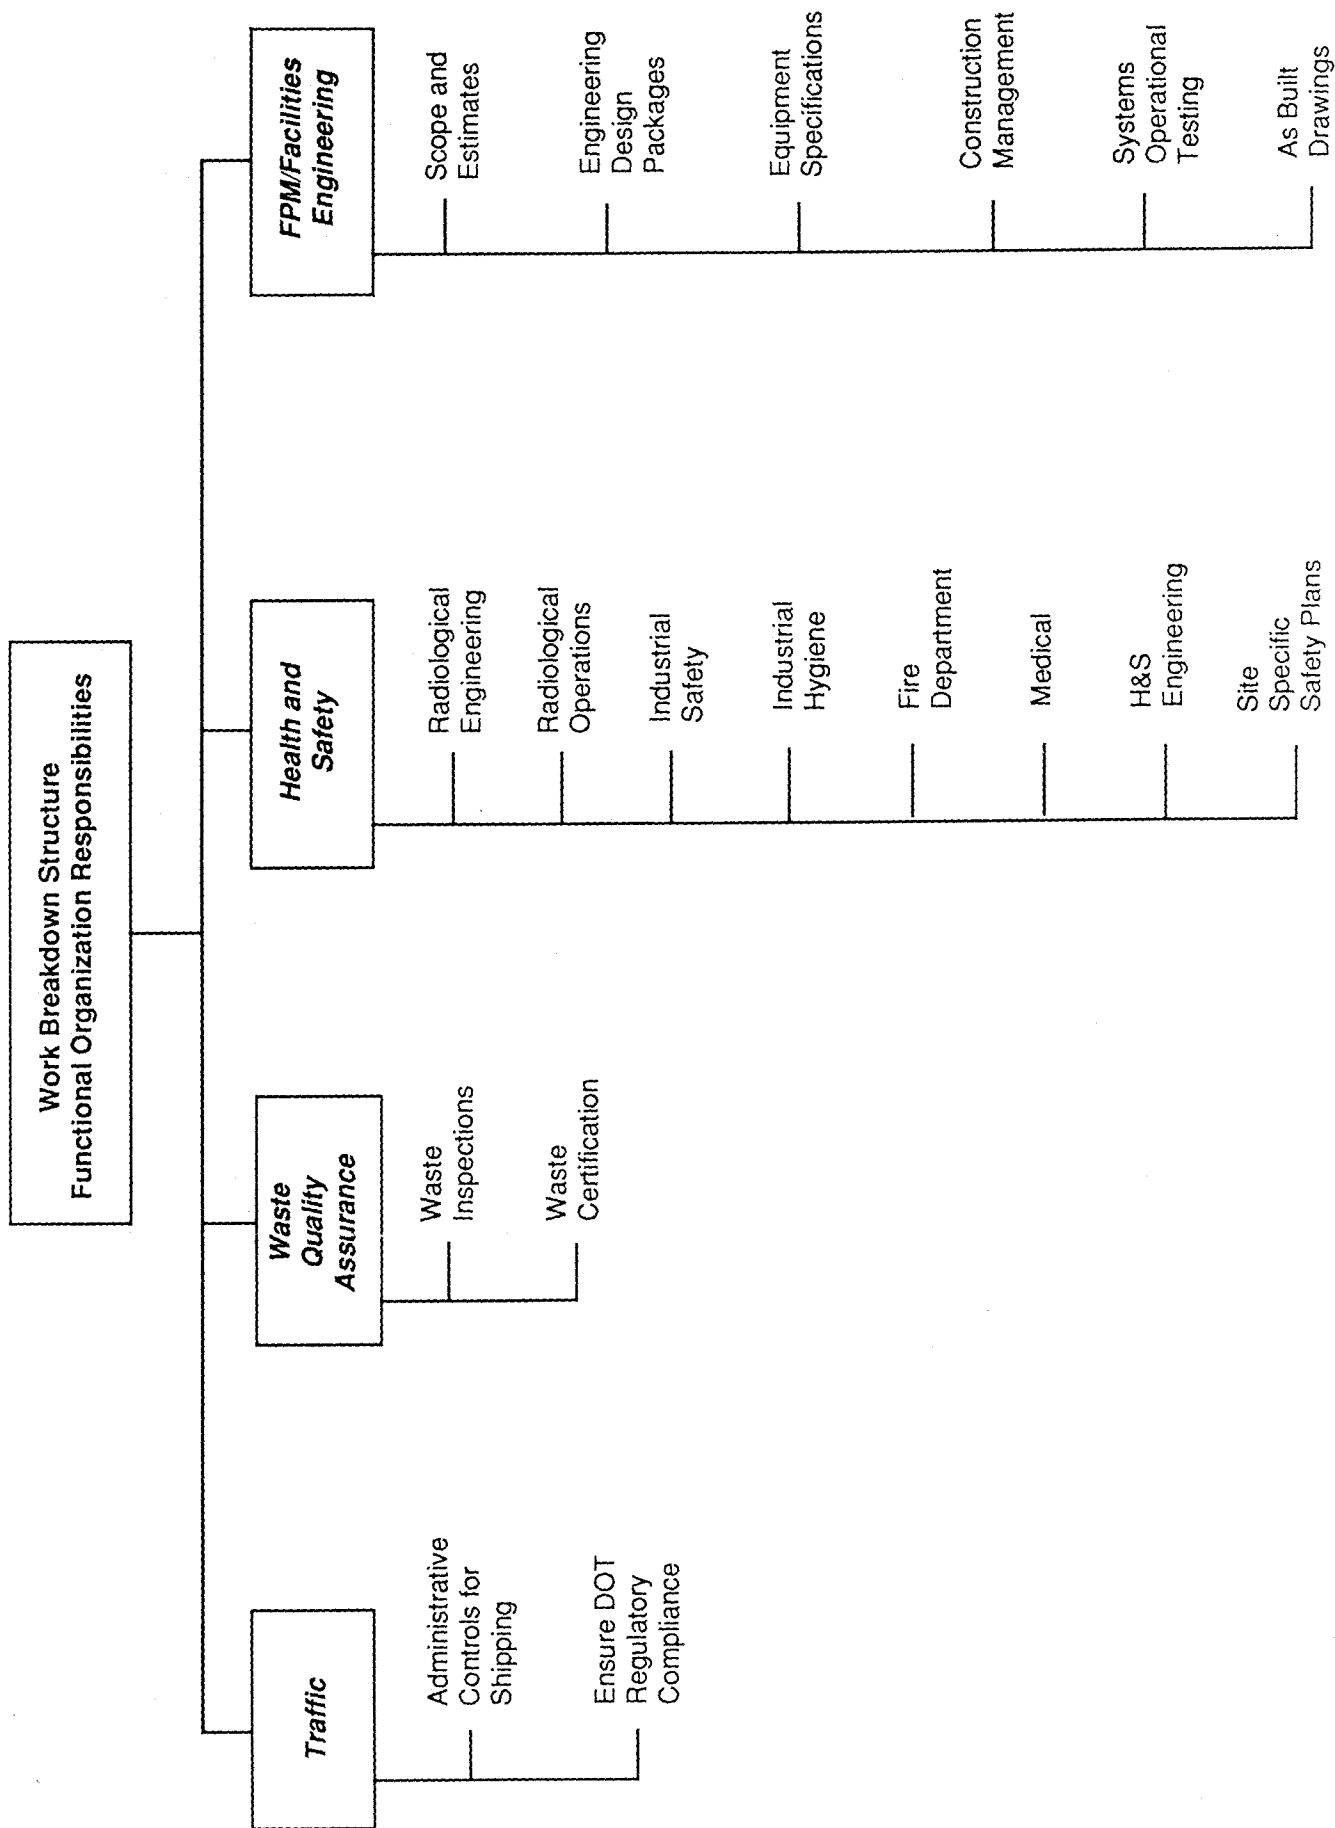 Work Breakdown Structure
Functional Organization Responsibilities
Traffic
Administrative
Controls for
Shipping
Ensure DOT
Regulatory
Compliance
Waste
Quality
Assurance
Waste
Inspections
Waste
Certification
Health and
Safety
Radiological
Engineering
Radiological
Operations
Industrial
Safety
Industrial
Hygiene
Fire
Department
Medical
H&S
Engineering
Site
Specific
Safety Plans
FPM/Facilities
Engineering
Scope and
Estimates
Engineering
Design
Packages
Equipment
Specifications
Construction
Management
Systems
Operational
Testing
As Built
Drawings